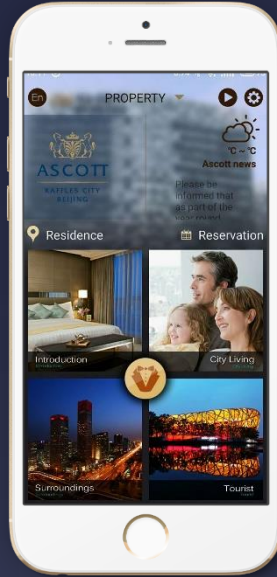 En
PROPERTY
ASCOTT
RAFFLES CITY
BEIJING
°C ~ °C
Ascott news
Please be
informed that
as part of the
Residence
Reservation
Introduction
City Living
Surroundings
Tourist